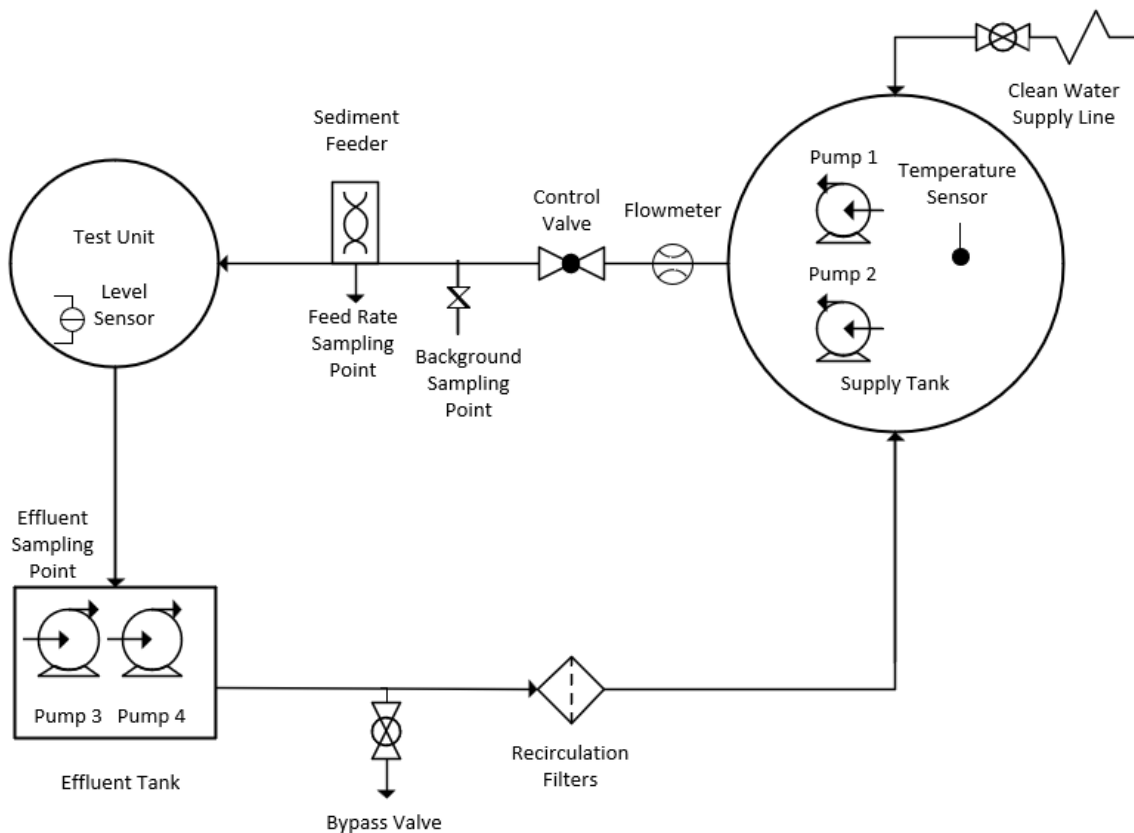 Clean Water
Supply Line
Sediment
Feeder
Pump 1
Temperature
Sensor
Control
Valve
Flowmeter
Test Unit
Level
Sensor
Pump 2
Feed Rate
Sampling
Point
Background
Sampling
Point
Supply Tank
Effluent
Sampling
Point
Pump 3
Pump 4
Recirculation
Filters
Effluent Tank
Bypass Valve